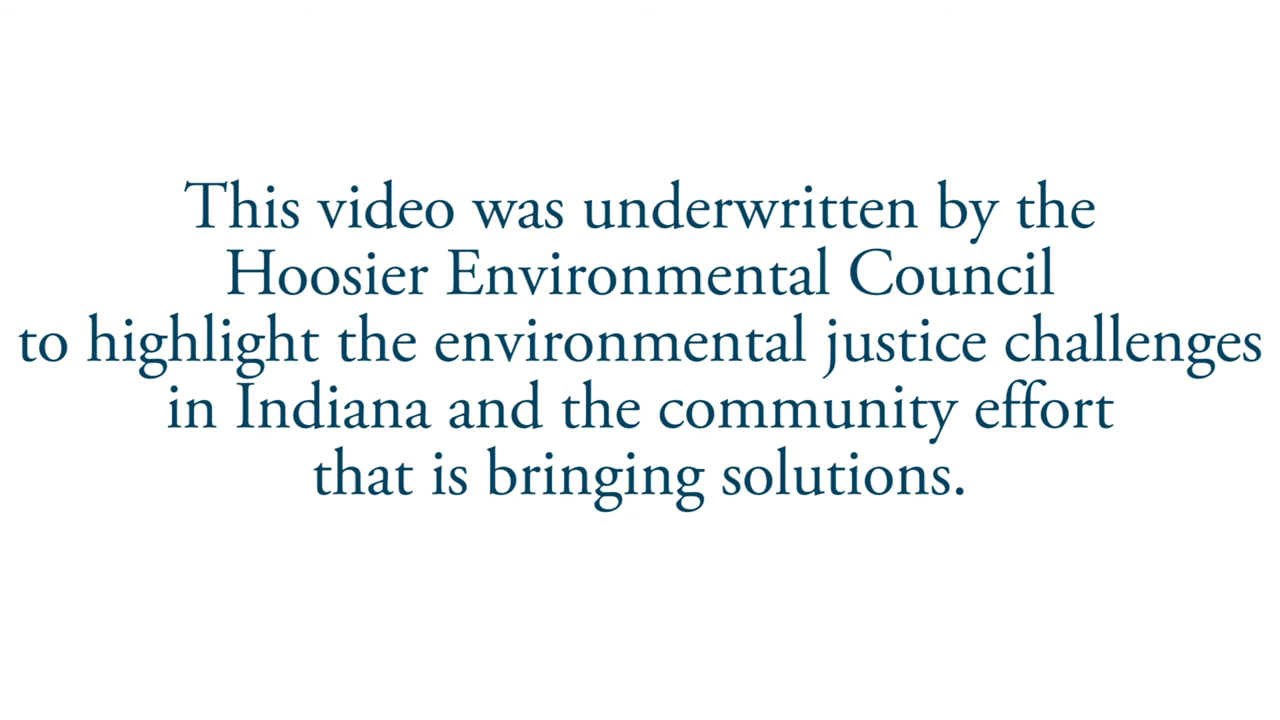 This video was underwritten by the
Hoosier Environmental Council
to highlight the environmental justice challenges
in Indiana and the community effort
that is bringing solutions.